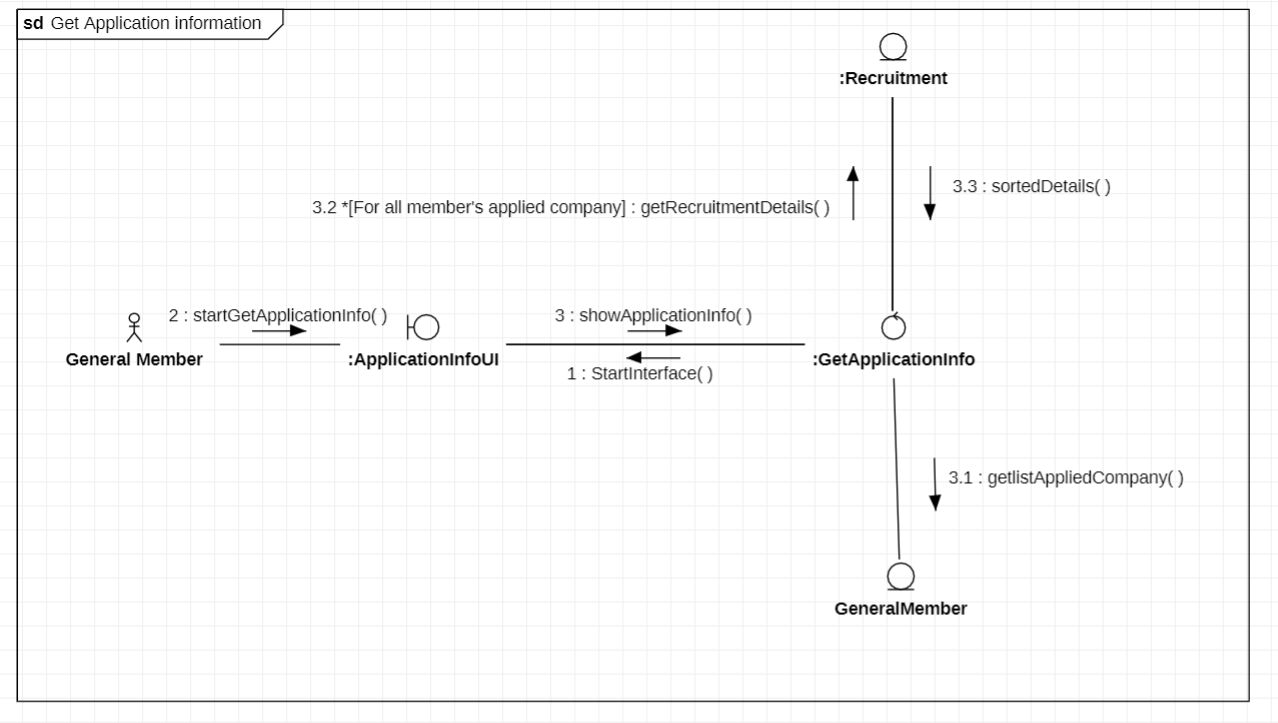 sd Get Application information
:Recruitment
3.3 : sortedDetails( )
3.2 *[For all member's applied company] : getRecruitmentDetails( )
2 : startGetApplicationInfo( )
3 : showApplicationInfo( )
General Member
:ApplicationInfoUI
:GetApplicationInfo
1 : StartInterface( )
3.1 : getlistAppliedCompany( )
GeneralMember